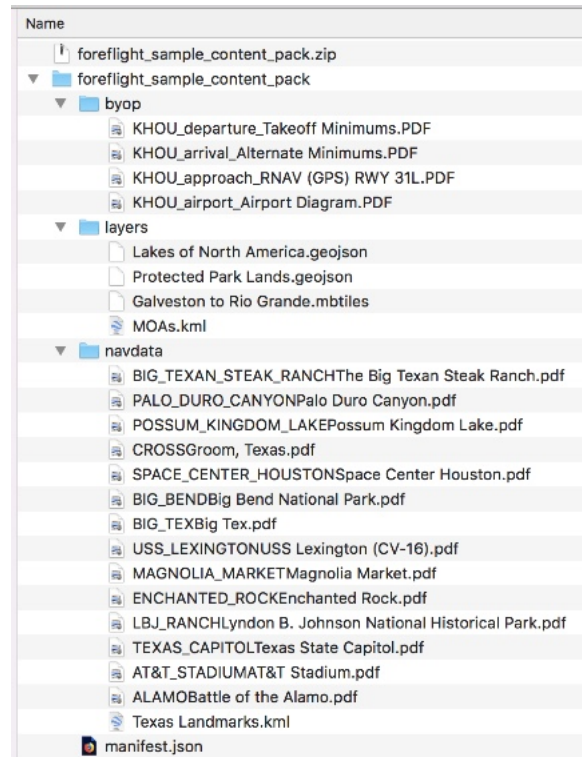 Name
foreflight_sample_content_pack.zip
foreflight_sample_content_pack
byop
KHOU_departure_Takeoff Minimums.PDF
KHOU_arrival_Alternate Minimums.PDF
KHOU_approach_RNAV (GPS) RWY 31L.PDF
KHOU_airport_Airport Diagram.PDF
layers
Lakes of North America.geojson
Protected Park Lands.geojson
Galveston to Rio Grande.mbtiles
MOAs.kml
navdata
BIG_TEXAN_STEAK_RANCHThe Big Texan Steak Ranch.pdf
PALO_DURO_CANYONPalo Duro Canyon.pdf
POSSUM_KINGDOM_LAKEPossum Kingdom Lake.pdf
CROSSGroom, Texas.pdf
SPACE_CENTER_HOUSTONSpace Center Houston.pdf
BIG_BENDBig Bend National Park.pdf
BIG_TEXBig Tex.pdf
USS_LEXINGTONUSS Lexington (CV-16).pdf
MAGNOLIA_MARKETMagnolia Market.pdf
ENCHANTED_ROCKEnchanted Rock.pdf
LBJ_RANCHLyndon B. Johnson National Historical Park.pdf
TEXAS_CAPITOLTexas State Capitol.pdf
AT&T_STADIUMAT&T Stadium.pdf
ALAMOBattle of the Alamo.pdf
Texas Landmarks.kml
manifest.json